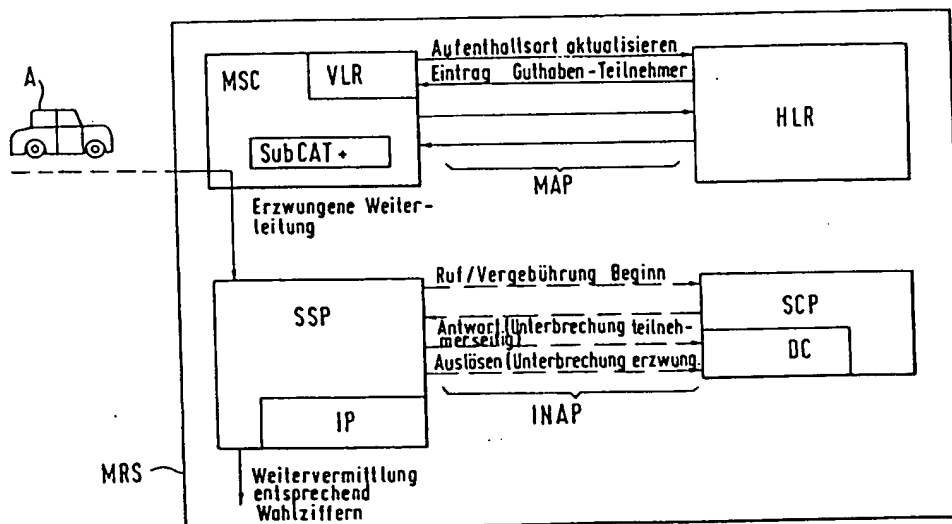 A
MSC
VLR
SubCAT +
Aufenthaltsort aktualisieren
Eintrag Guthaben-Teilnehmer
HLR
MAP
Erzwungene Weiter-
leitung
SSP
IP
Ruf/Vergebührung Beginn
Antwort (Unterbrechung teilneh-
merseitig)
Auslösen (Unterbrechung erzwung.
INAP
SCP
DC
MRS
Weitervermittlung
entsprechend
Wahlziffern